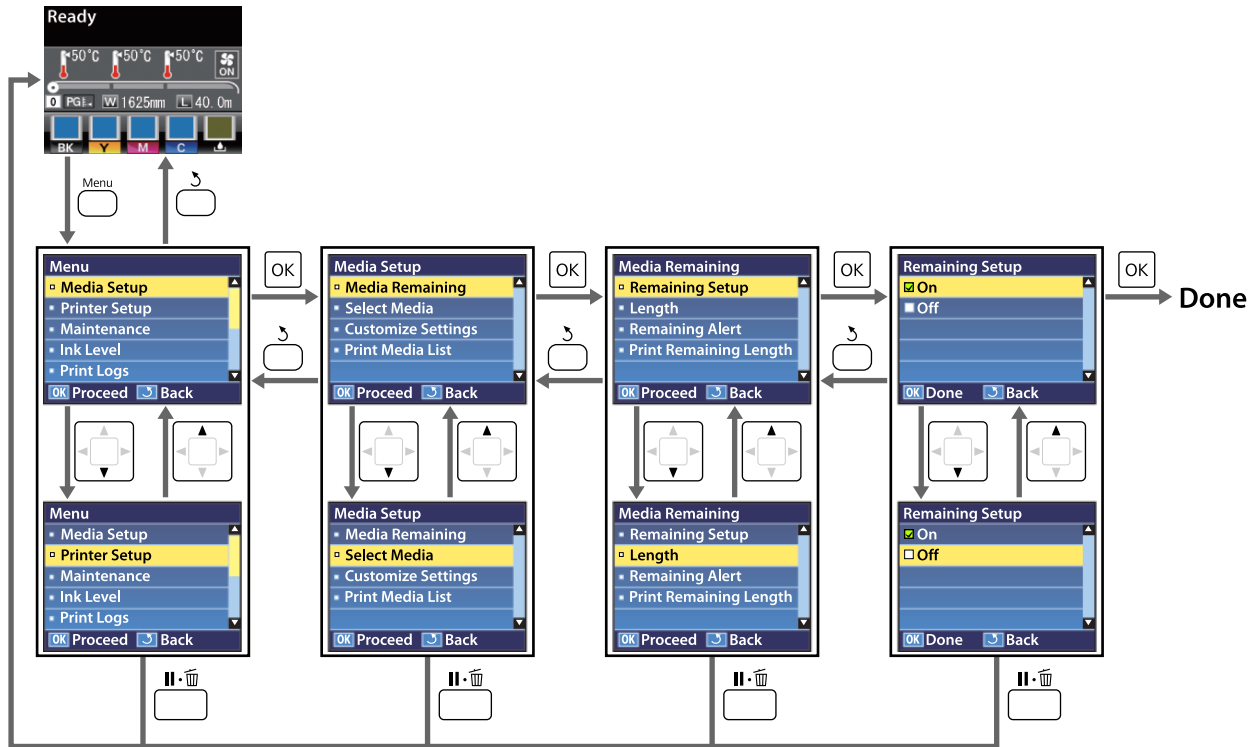 Ready
50°C 50°C 50°C
ON
0 PG W 1625mm L 40.0m
BK Y M C
Menu
OK OK OK OK
Menu
Media Setup
Printer Setup
Maintenance
Ink Level
Print Logs
OK Proceed Back
Media Setup
Media Remaining
Select Media
Customize Settings
Print Media List
OK Proceed Back
Media Remaining
Remaining Setup
Length
Remaining Alert
Print Remaining Length
OK Proceed Back
Remaining Setup
On
Off
OK Done Back
Done
Menu
Media Setup
Printer Setup
Maintenance
Ink Level
Print Logs
OK Proceed Back
Media Setup
Media Remaining
Select Media
Customize Settings
Print Media List
OK Proceed Back
Media Remaining
Remaining Setup
Length
Remaining Alert
Print Remaining Length
OK Proceed Back
Remaining Setup
On
Off
OK Done Back